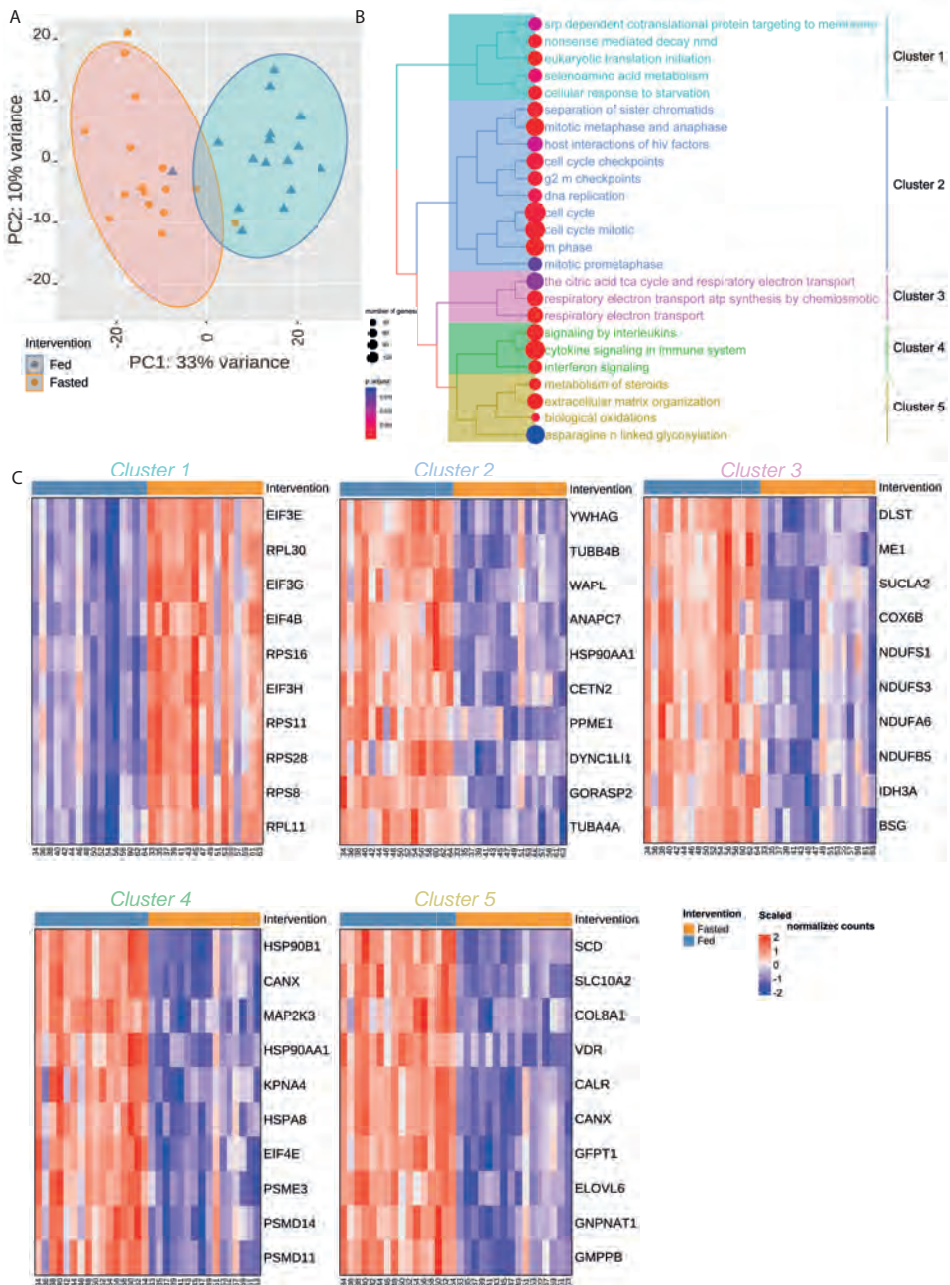 A
B
20
10
0
-10
-20
PC2: 10% variance
-20
0
20
PC1: 33% variance
Intervention
Fed
Fasted
number of genes
p.adjust
srp dependent cotranslational protein targeting to membrane
nonsense mediated decay nmd
eukaryotic translation initiation
selenoamino acid metabolism
cellular response to starvation
separation of sister chromatids
mitotic metaphase and anaphase
host interactions of hiv factors
cell cycle checkpoints
g2 m checkpoints
dna replication
cell cycle
cell cycle mitotic
m phase
mitotic prometaphase
the citric acid tca cycle and respiratory electron transport
respiratory electron transport atp synthesis by chemiosmotic
respiratory electron transport
signaling by interleukins
cytokine signaling in immune system
interferon signaling
metabolism of steroids
extracellular matrix organization
biological oxidations
asparagine n linked glycosylation
Cluster 1
Cluster 2
Cluster 3
Cluster 4
Cluster 5
C
Cluster 1
Intervention
EIF3E
RPL30
EIF3G
EIF4B
RPS16
EIF3H
RPS11
RPS28
RPS8
RPL11
Cluster 2
Intervention
YWHAG
TUBB4B
WAPL
ANAPC7
HSP90AA1
CETN2
PPME1
DYNC1LI1
GORASP2
TUBA4A
Cluster 3
Intervention
DLST
ME1
SUCLA2
COX6B
NDUFS1
NDUFS3
NDUFA6
NDUFB5
IDH3A
BSG
Cluster 4
Intervention
HSP90B1
CANX
MAP2K3
HSP90AA1
KPNA4
HSPA8
EIF4E
PSME3
PSMD14
PSMD11
Cluster 5
Intervention
SCD
SLC10A2
COL8A1
VDR
CALR
CANX
GFPT1
ELOVL6
GNPNAT1
GMPPB
Intervention
Fasted
Fed
Scaled
normalized counts
2
1
0
-1
-2